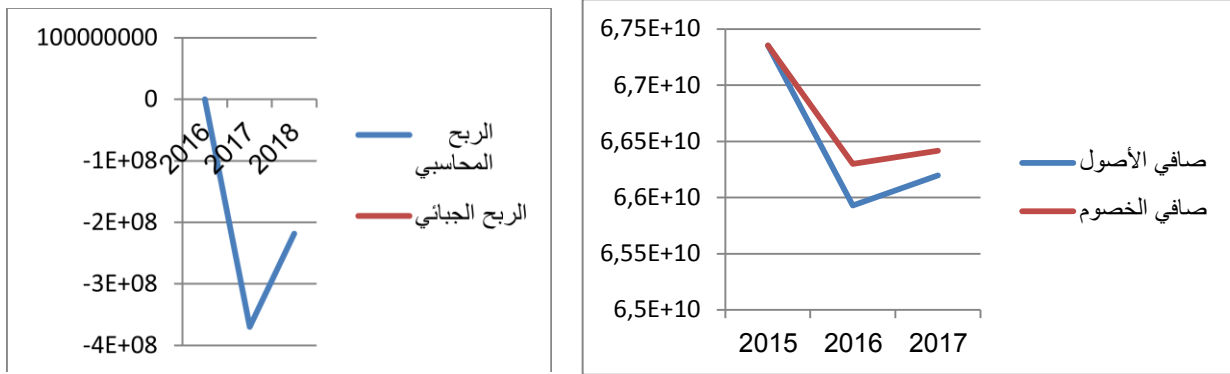 100000000
0
-1E+08
-2E+08
-3E+08
-4E+08
2016
2017
2018
الربح
المحاسبي
الربح الجبائي
6,75E+10
6,7E+10
6,65E+10
6,6E+10
6,55E+10
6,5E+10
2015 2016 2017
صافي الأصول
صافي الخصوم